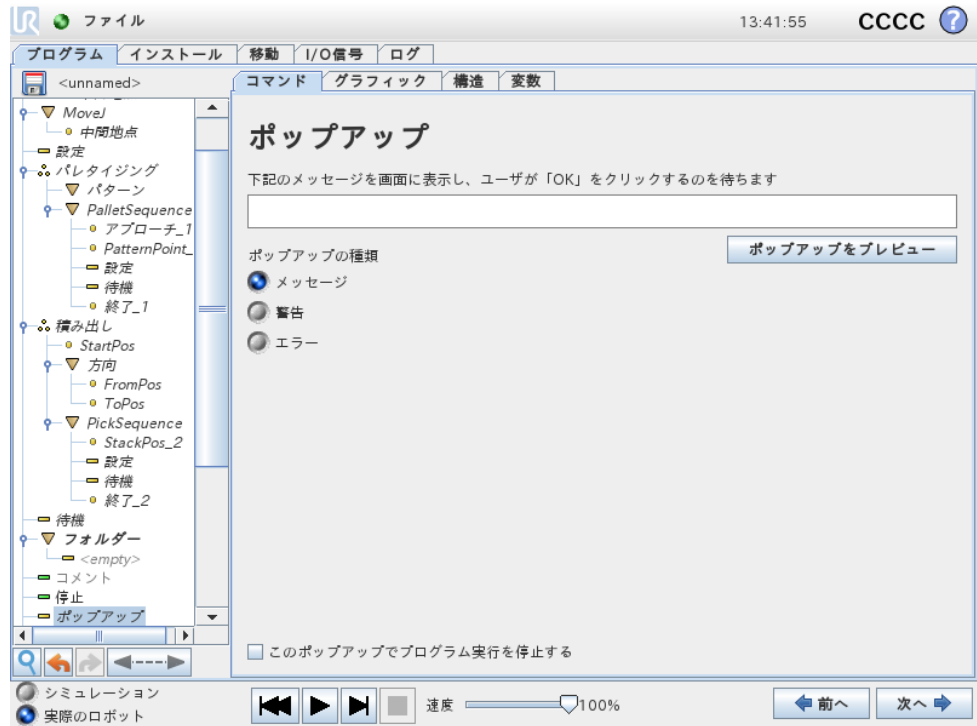 UR ファイル 13:41:55 CCCC ?
プログラム インストール 移動 I/O信号 ログ
<unnamed>
コマンド グラフィック 構造 変数
MoveJ
中間地点
設定
パレタイジング
パターン
PalletSequence
アプローチ_1
PatternPoint_
設定
待機
終了_1
積み出し
StartPos
方向
FromPos
ToPos
PickSequence
StackPos_2
設定
待機
終了_2
待機
フォルダー
<empty>
コメント
停止
ポップアップ
ポップアップ
下記のメッセージを画面に表示し、ユーザが「OK」をクリックするのを待ちます
ポップアップの種類
ポップアップをプレビュー
メッセージ
警告
エラー
このポップアップでプログラム実行を停止する
シミュレーション
実際のロボット
速度 100%
前へ 次へ